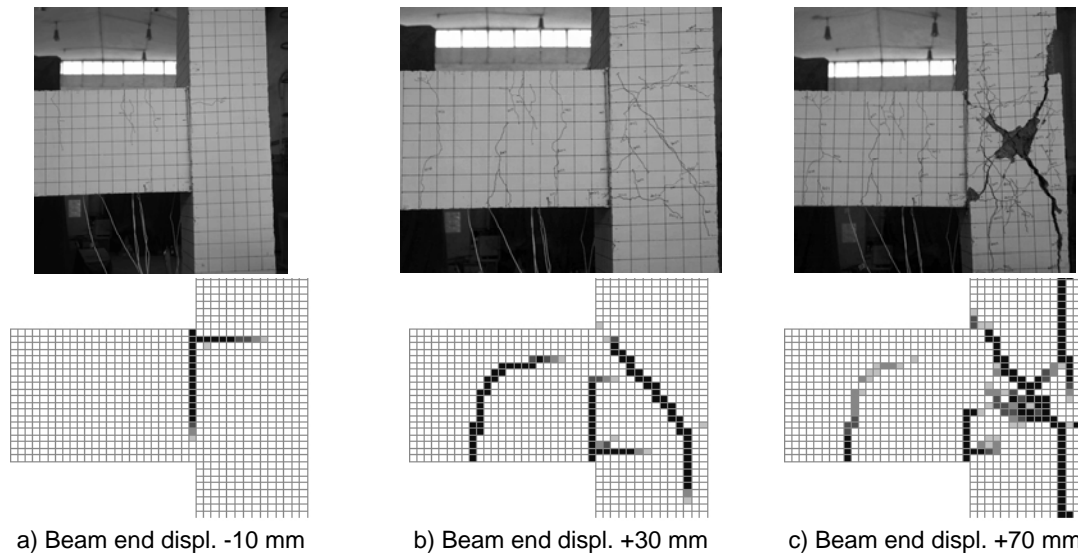 a) Beam end displ. -10 mm
b) Beam end displ. +30 mm
c) Beam end displ. +70 mm